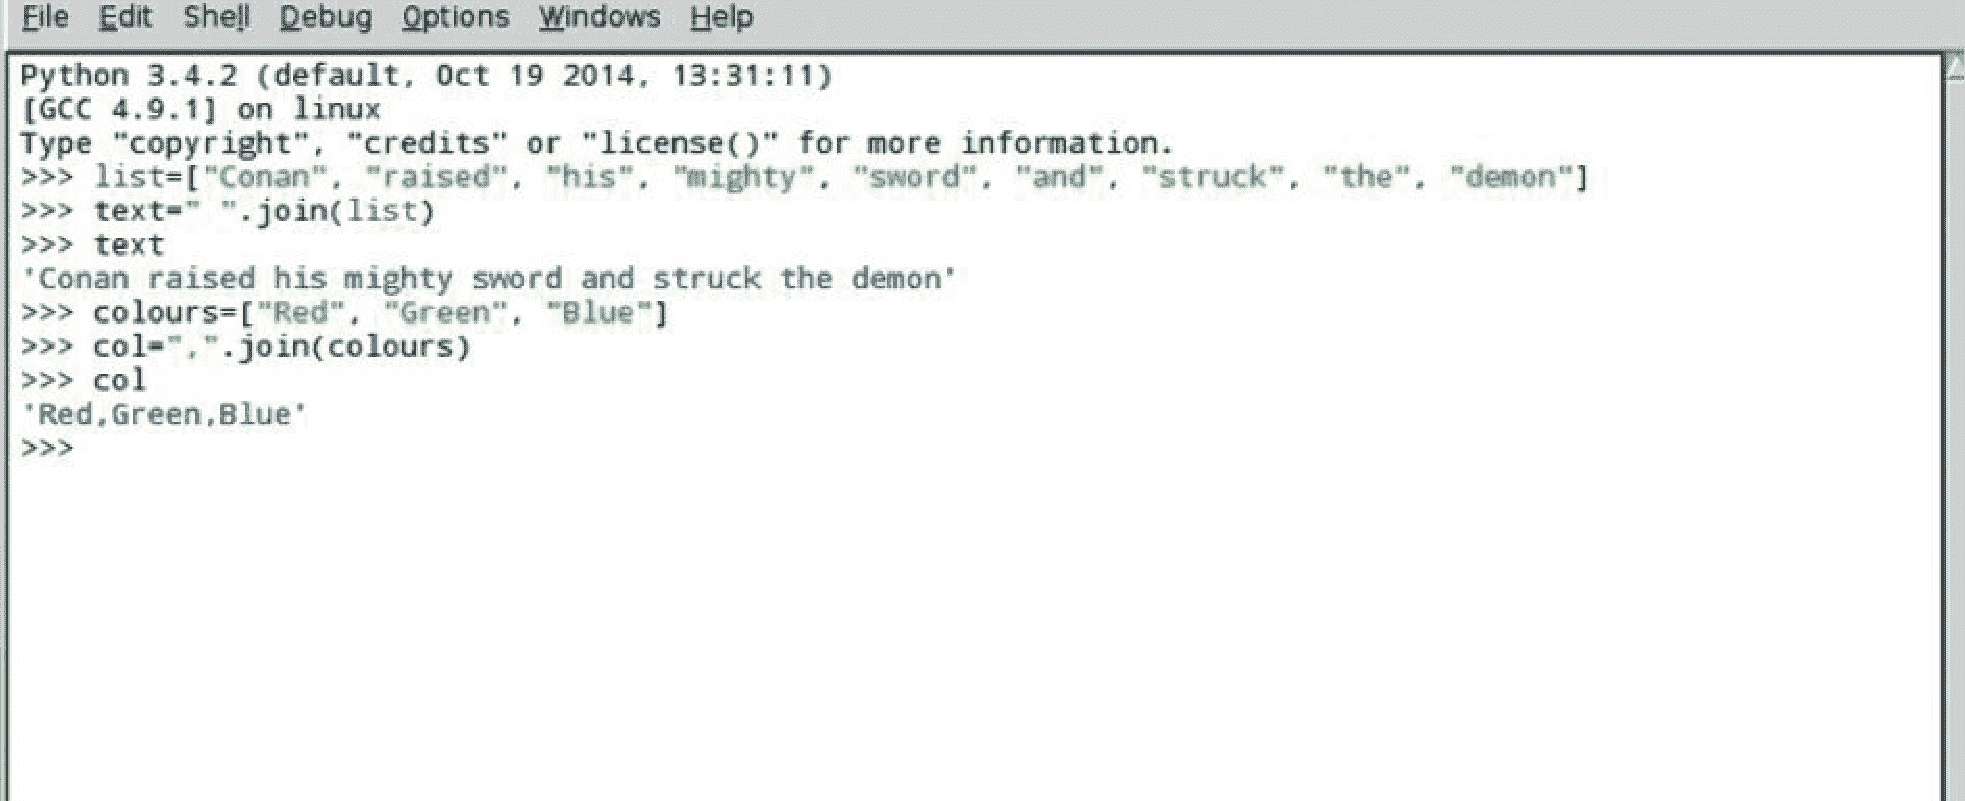 File Edit Shell Debug Options Windows Help
Python 3.4.2 (default, Oct 19 2014, 13:31:11)
[GCC 4.9.1] on linux
Type "copyright", "credits" or "license()" for more information.
>>> list=["Conan", "raised", "his", "mighty", "sword", "and", "struck", "the", "demon"]
>>> text=" ".join(list)
>>> text
'Conan raised his mighty sword and struck the demon'
>>> colours=["Red", "Green", "Blue"]
>>> col=",".join(colours)
>>> col
'Red,Green,Blue'
>>>